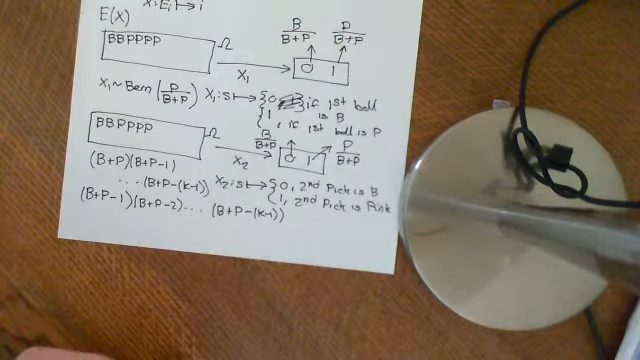 X: Ei ↦ i
E(X)
BBPPPP Ω
B/(B+P) P/(B+P)
X₁ 0 1
X₁ ~ Bern (P/(B+P)) X₁: s ↦ { 0 if 1st ball is B
1, if 1st ball is P
BBPPPP Ω
B/(B+P) P/(B+P)
X₂ 0 1
(B+P)(B+P-1)
... (B+P-(k-1)) X₂: s ↦ { 0, 2nd Pick is B
1, 2nd Pick is Pink
(B+P-1)(B+P-2)... (B+P-(k-1))